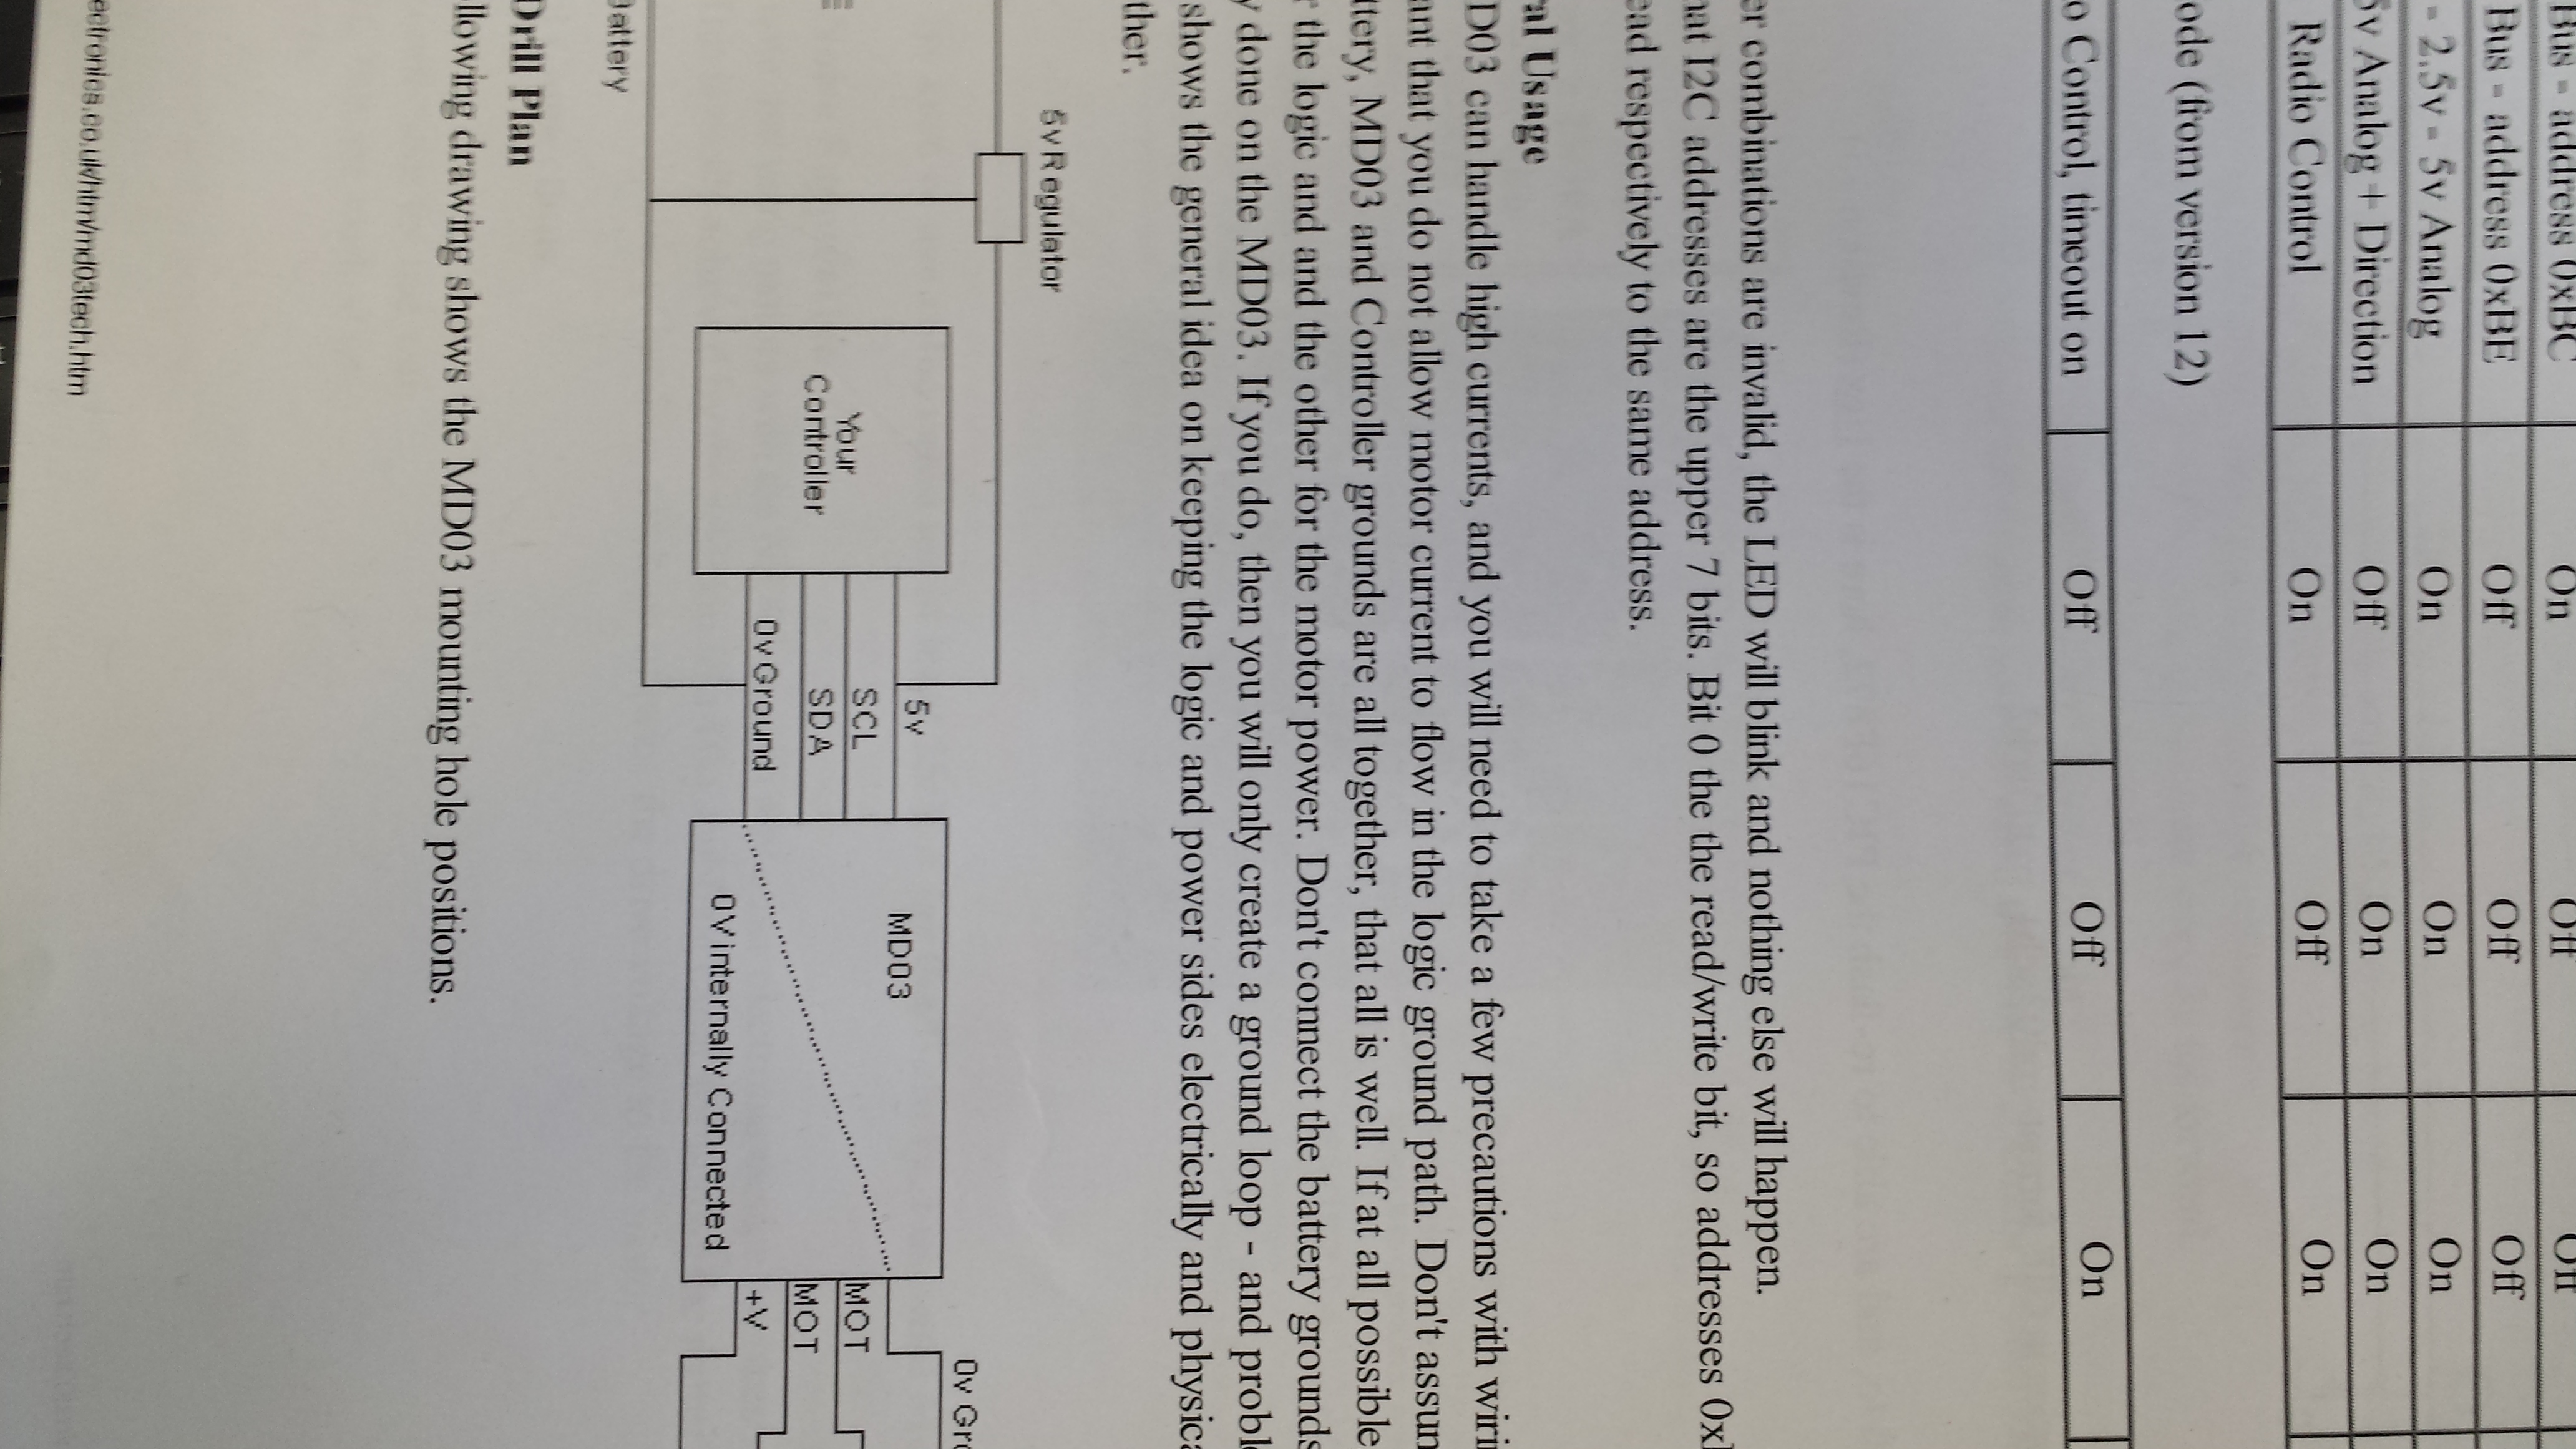 Bus - address 0xBC On Off Off
Bus - address 0xBE Off Off Off
- 2.5v - 5v Analog On On On
5v Analog + Direction Off On On
Radio Control On Off On
ode (from version 12)
o Control, timeout on Off Off On
er combinations are invalid, the LED will blink and nothing else will happen.
hat I2C addresses are the upper 7 bits. Bit 0 the the read/write bit, so addresses
ead respectively to the same address.
al Usage
D03 can handle high currents, and you will need to take a few precautions with wiri
ant that you do not allow motor current to flow in the logic ground path. Don't assum
ttery, MD03 and Controller grounds are all together, that all is well. If at all possible
r the logic and and the other for the motor power. Don't connect the battery grounds
y done on the MD03. If you do, then you will only create a ground loop - and probl
shows the general idea on keeping the logic and power sides electrically and physica
ther.
5v Regulator
0v Gro
5v
MD03
SCL
MOT
Your
Controller
SDA
MOT
0v Ground
+V
0V internally Connected
Battery
Drill Plan
llowing drawing shows the MD03 mounting hole positions.
ectronics.co.uk/htm/md03tech.htm